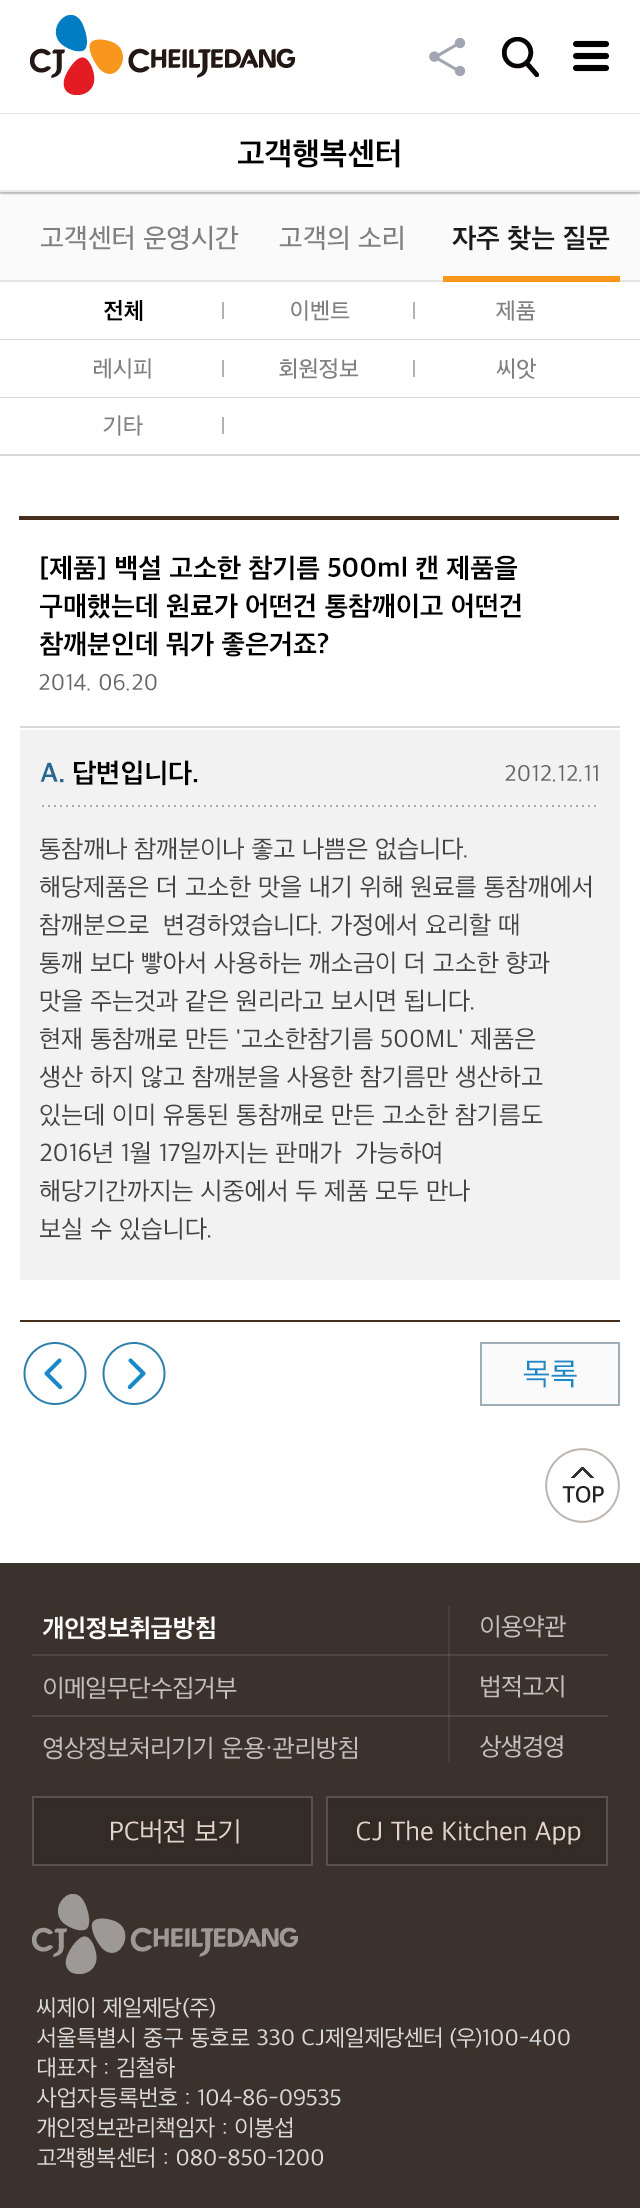 CJ CHEILJEDANG
고객행복센터
고객센터 운영시간 고객의 소리 자주 찾는 질문
전체 | 이벤트 | 제품
레시피 | 회원정보 | 씨앗
기타 |
[제품] 백설 고소한 참기름 500ml 캔 제품을
구매했는데 원료가 어떤건 통참깨이고 어떤건
참깨분인데 뭐가 좋은거죠?
2014. 06.20
A. 답변입니다. 2012.12.11
통참깨나 참깨분이나 좋고 나쁨은 없습니다.
해당제품은 더 고소한 맛을 내기 위해 원료를 통참깨에서
참깨분으로  변경하였습니다. 가정에서 요리할 때
통깨 보다 빻아서 사용하는 깨소금이 더 고소한 향과
맛을 주는것과 같은 원리라고 보시면 됩니다.
현재 통참깨로 만든 '고소한참기름 500ML' 제품은
생산 하지 않고 참깨분을 사용한 참기름만 생산하고
있는데 이미 유통된 통참깨로 만든 고소한 참기름도
2016년 1월 17일까지는 판매가  가능하여
해당기간까지는 시중에서 두 제품 모두 만나
보실 수 있습니다.
목록
TOP
개인정보취급방침 이용약관
이메일무단수집거부 법적고지
영상정보처리기기 운용·관리방침 상생경영
PC버전 보기 CJ The Kitchen App
CJ CHEILJEDANG
씨제이 제일제당(주)
서울특별시 중구 동호로 330 CJ제일제당센터 (우)100-400
대표자 : 김철하
사업자등록번호 : 104-86-09535
개인정보관리책임자 : 이봉섭
고객행복센터 : 080-850-1200